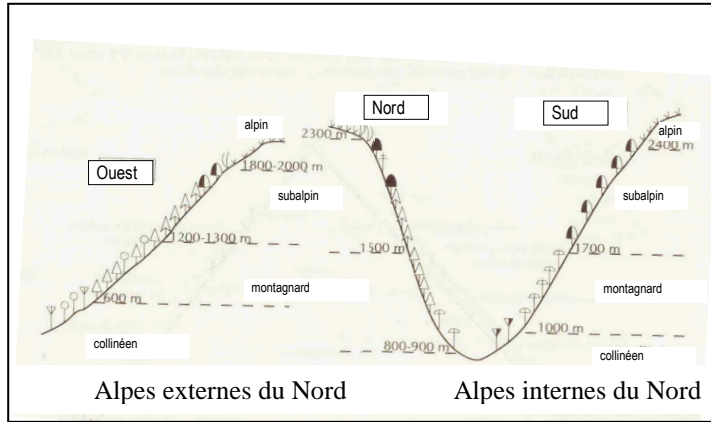 Nord
Sud
alpin
alpin
2300 m
2400 m
Ouest
1800-2000 m
subalpin
subalpin
1200-1300 m
1500 m
1700 m
montagnard
montagnard
600 m
1000 m
collinéen
800-900 m
collinéen
Alpes externes du Nord
Alpes internes du Nord